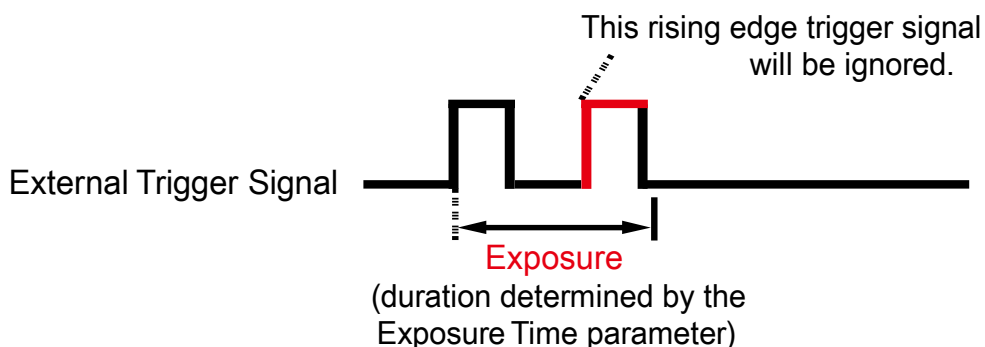 This rising edge trigger signal
will be ignored.
External Trigger Signal
Exposure
(duration determined by the
Exposure Time parameter)